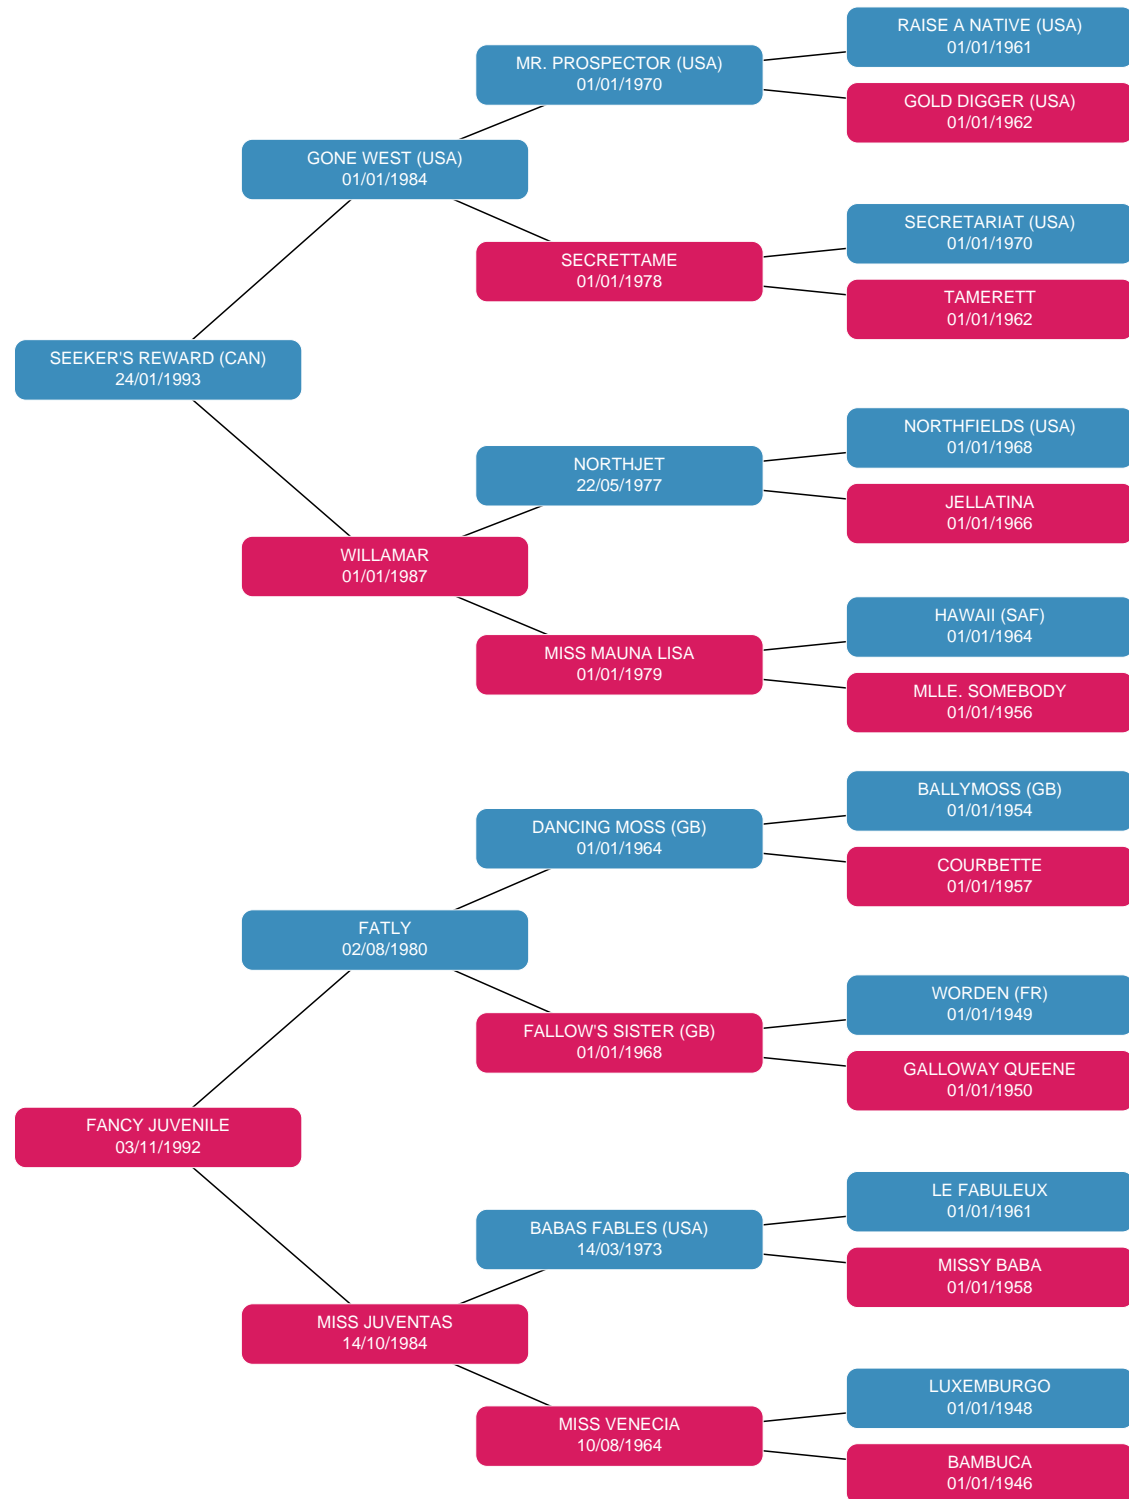 RAISE A NATIVE (USA)
01/01/1961
MR. PROSPECTOR (USA)
01/01/1970
GOLD DIGGER (USA)
01/01/1962
GONE WEST (USA)
01/01/1984
SECRETARIAT (USA)
01/01/1970
SECRETTAME
01/01/1978
TAMERETT
01/01/1962
SEEKER'S REWARD (CAN)
24/01/1993
NORTHFIELDS (USA)
01/01/1968
NORTHJET
22/05/1977
JELLATINA
01/01/1966
WILLAMAR
01/01/1987
HAWAII (SAF)
01/01/1964
MISS MAUNA LISA
01/01/1979
MLLE. SOMEBODY
01/01/1956
BALLYMOSS (GB)
01/01/1954
DANCING MOSS (GB)
01/01/1964
COURBETTE
01/01/1957
FATLY
02/08/1980
WORDEN (FR)
01/01/1949
FALLOW'S SISTER (GB)
01/01/1968
GALLOWAY QUEENE
01/01/1950
FANCY JUVENILE
03/11/1992
LE FABULEUX
01/01/1961
BABAS FABLES (USA)
14/03/1973
MISSY BABA
01/01/1958
MISS JUVENTAS
14/10/1984
LUXEMBURGO
01/01/1948
MISS VENECIA
10/08/1964
BAMBUCA
01/01/1946